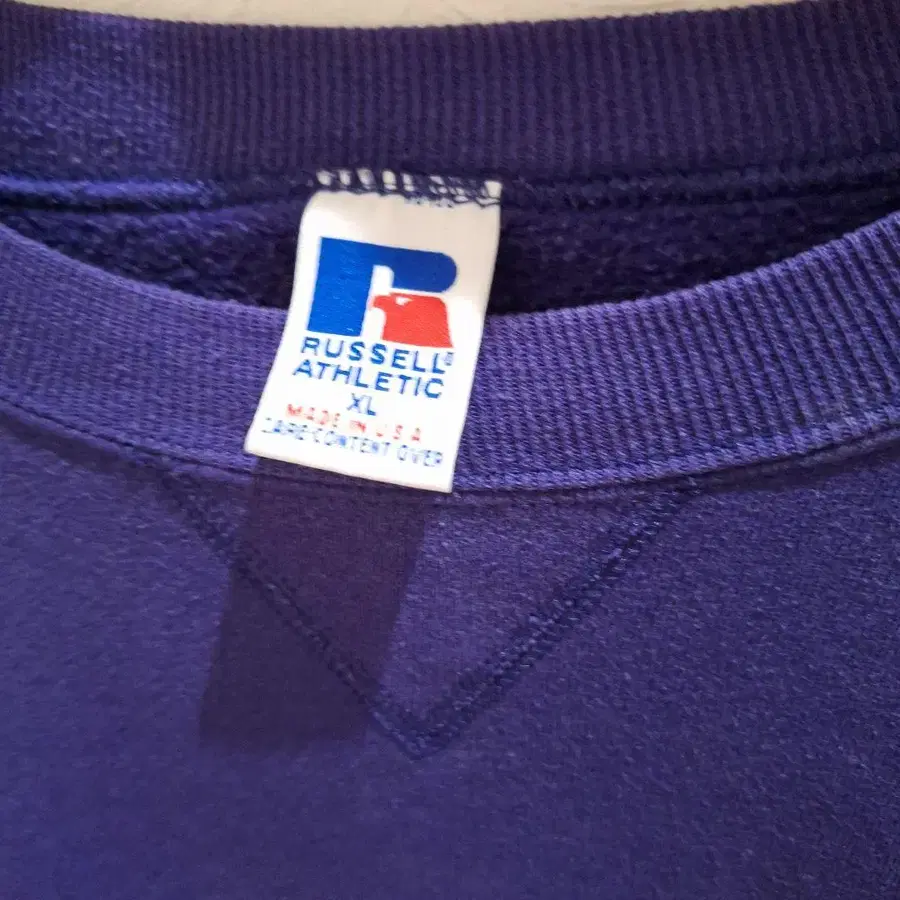 RUSSELL®
ATHLETIC
XL
MADE IN U S A
CARE-CONTENT OVER